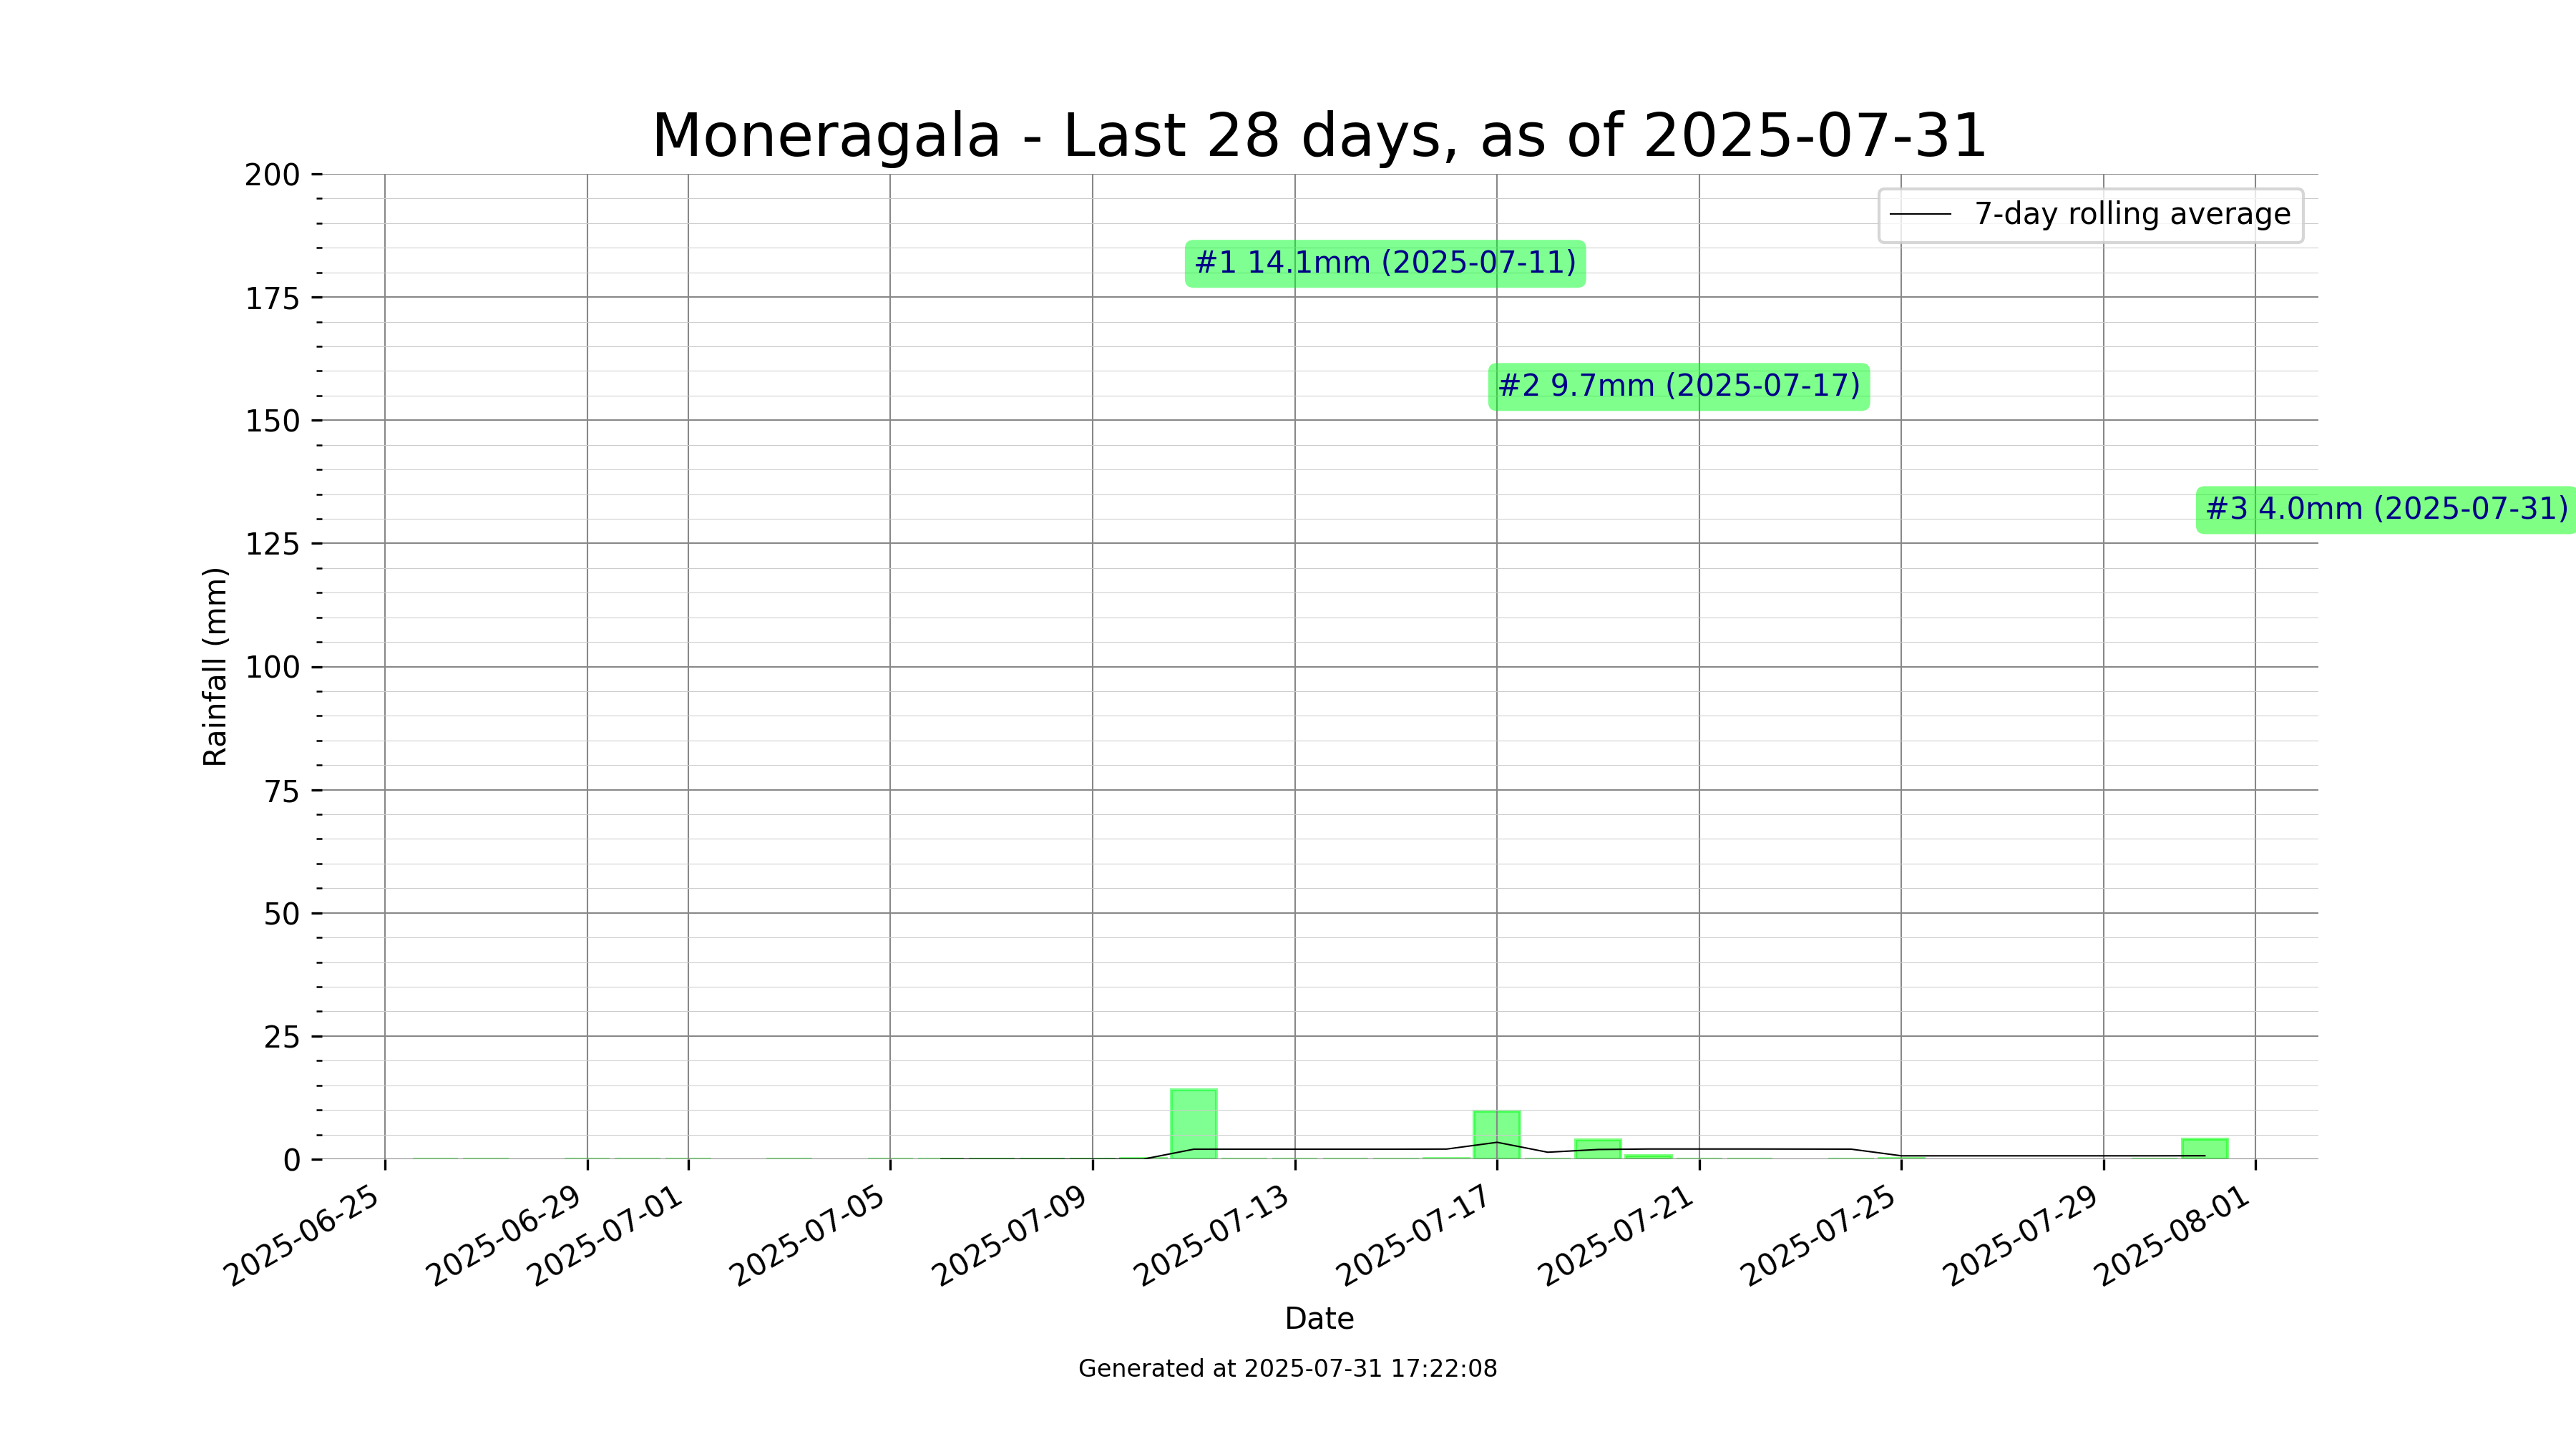 Moneragala - Last 28 days, as of 2025-07-31
7-day rolling average
#1 14.1mm (2025-07-11)
#2 9.7mm (2025-07-17)
#3 4.0mm (2025-07-31)
Rainfall (mm)
200
175
150
125
100
75
50
25
0
2025-06-25
2025-06-29
2025-07-01
2025-07-05
2025-07-09
2025-07-13
2025-07-17
2025-07-21
2025-07-25
2025-07-29
2025-08-01
Date
Generated at 2025-07-31 17:22:08